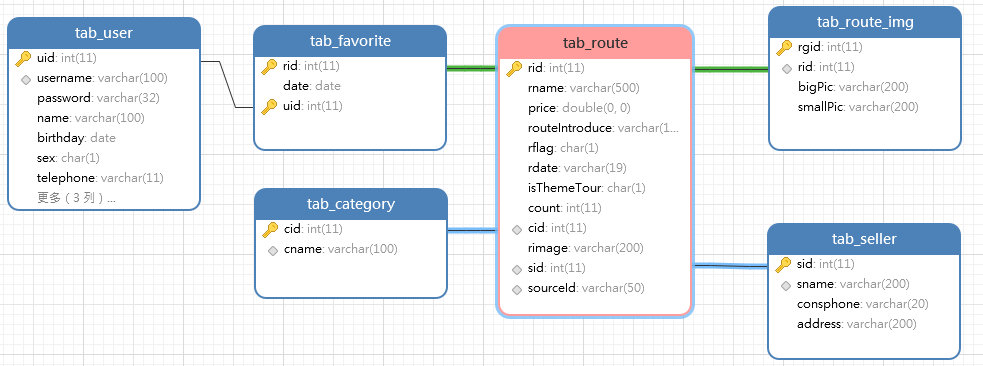 tab_user
uid: int(11)
username: varchar(100)
password: varchar(32)
name: varchar(100)
birthday: date
sex: char(1)
telephone: varchar(11)
更多 ( 3 列 ) ...
tab_favorite
rid: int(11)
date: date
uid: int(11)
tab_category
cid: int(11)
cname: varchar(100)
tab_route
rid: int(11)
rname: varchar(500)
price: double(0, 0)
routeIntroduce: varchar(1...
rflag: char(1)
rdate: varchar(19)
isThemeTour: char(1)
count: int(11)
cid: int(11)
rimage: varchar(200)
sid: int(11)
sourceId: varchar(50)
tab_route_img
rgid: int(11)
rid: int(11)
bigPic: varchar(200)
smallPic: varchar(200)
tab_seller
sid: int(11)
sname: varchar(200)
consphone: varchar(20)
address: varchar(200)